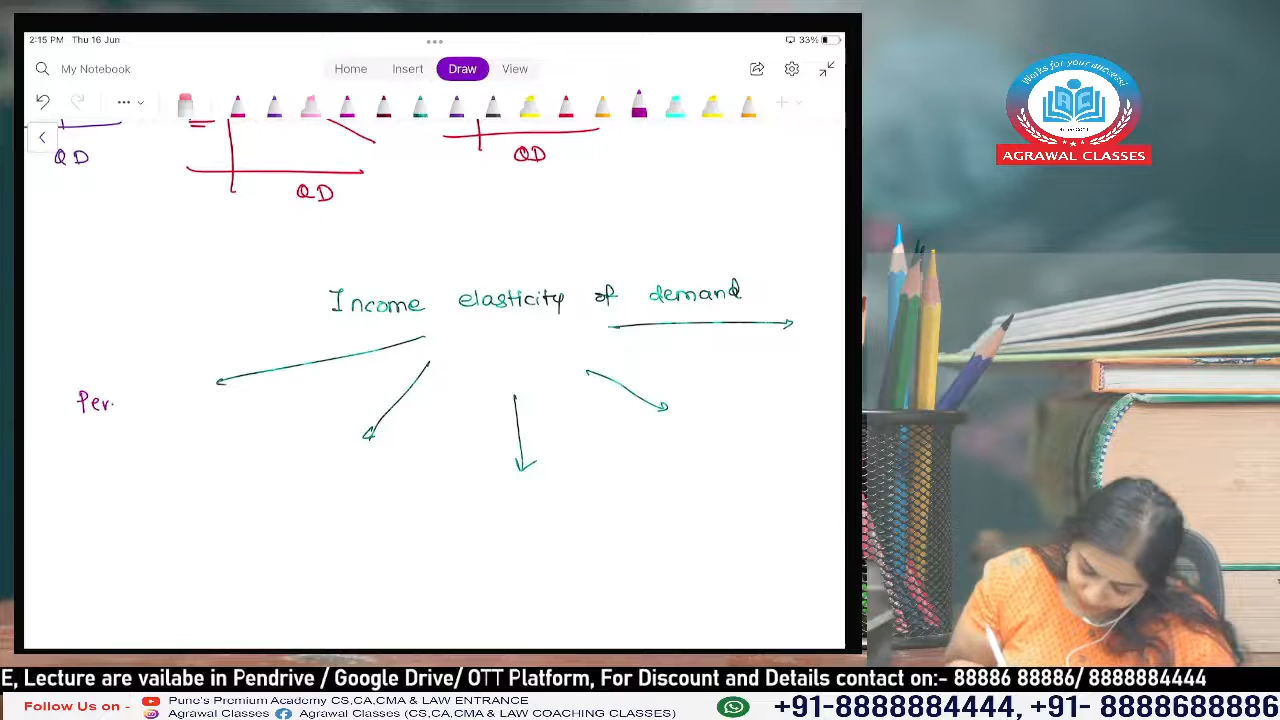 2:15 PM Thu 16 Jun
33%
My Notebook
Home Insert Draw View
QD
QD
QD
Income elasticity of demand
Per.
Works for your success!
AC
AGRAWAL CLASSES
E, Lecture are vailabe in Pendrive / Google Drive/ OTT Platform, For Discount and Details contact on:- 88886 88886/ 8888884444
Follow Us on -
Pune's Premium Academy CS,CA,CMA & LAW ENTRANCE
Agrawal Classes
Agrawal Classes (CS,CA,CMA & LAW COACHING CLASSES)
+91-8888884444, +91- 8888688886